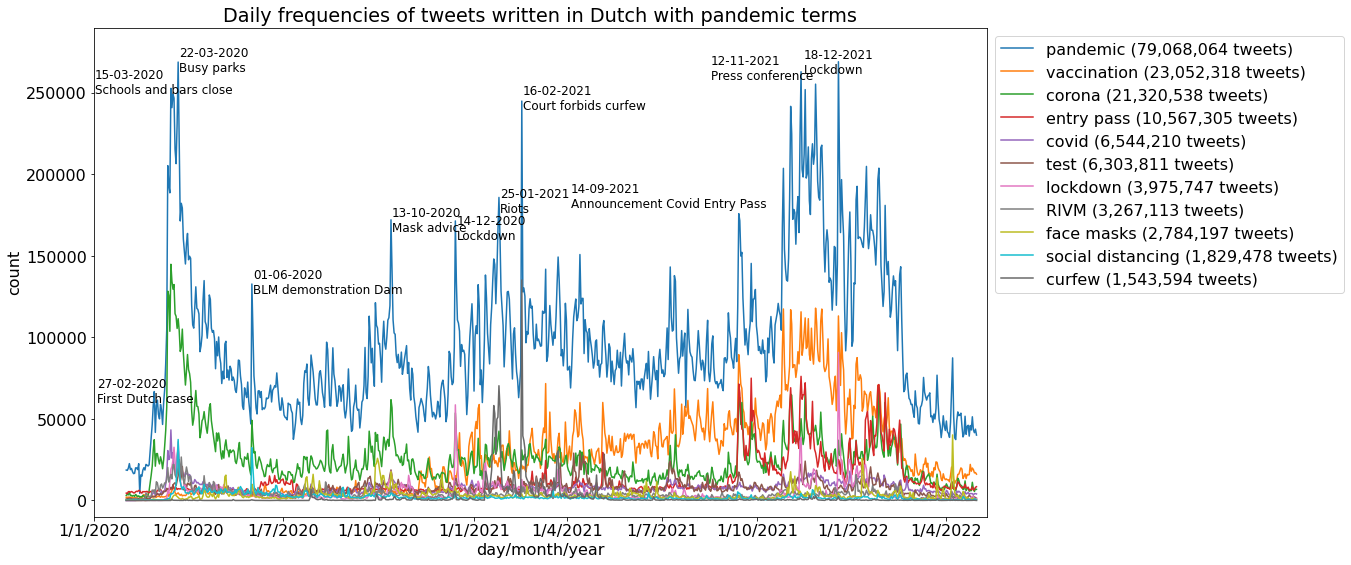 Daily frequencies of tweets written in Dutch with pandemic terms
count
250000
200000
150000
100000
50000
0
22-03-2020
Busy parks
15-03-2020
Schools and bars close
27-02-2020
First Dutch case
01-06-2020
BLM demonstration Dam
13-10-2020
Mask advice
14-12-2020
Lockdown
25-01-2021
Riots
16-02-2021
Court forbids curfew
14-09-2021
Announcement Covid Entry Pass
12-11-2021
Press conference
18-12-2021
Lockdown
1/1/2020
1/4/2020
1/7/2020
1/10/2020
1/1/2021
1/4/2021
1/7/2021
1/10/2021
1/1/2022
1/4/2022
day/month/year
pandemic (79,068,064 tweets)
vaccination (23,052,318 tweets)
corona (21,320,538 tweets)
entry pass (10,567,305 tweets)
covid (6,544,210 tweets)
test (6,303,811 tweets)
lockdown (3,975,747 tweets)
RIVM (3,267,113 tweets)
face masks (2,784,197 tweets)
social distancing (1,829,478 tweets)
curfew (1,543,594 tweets)